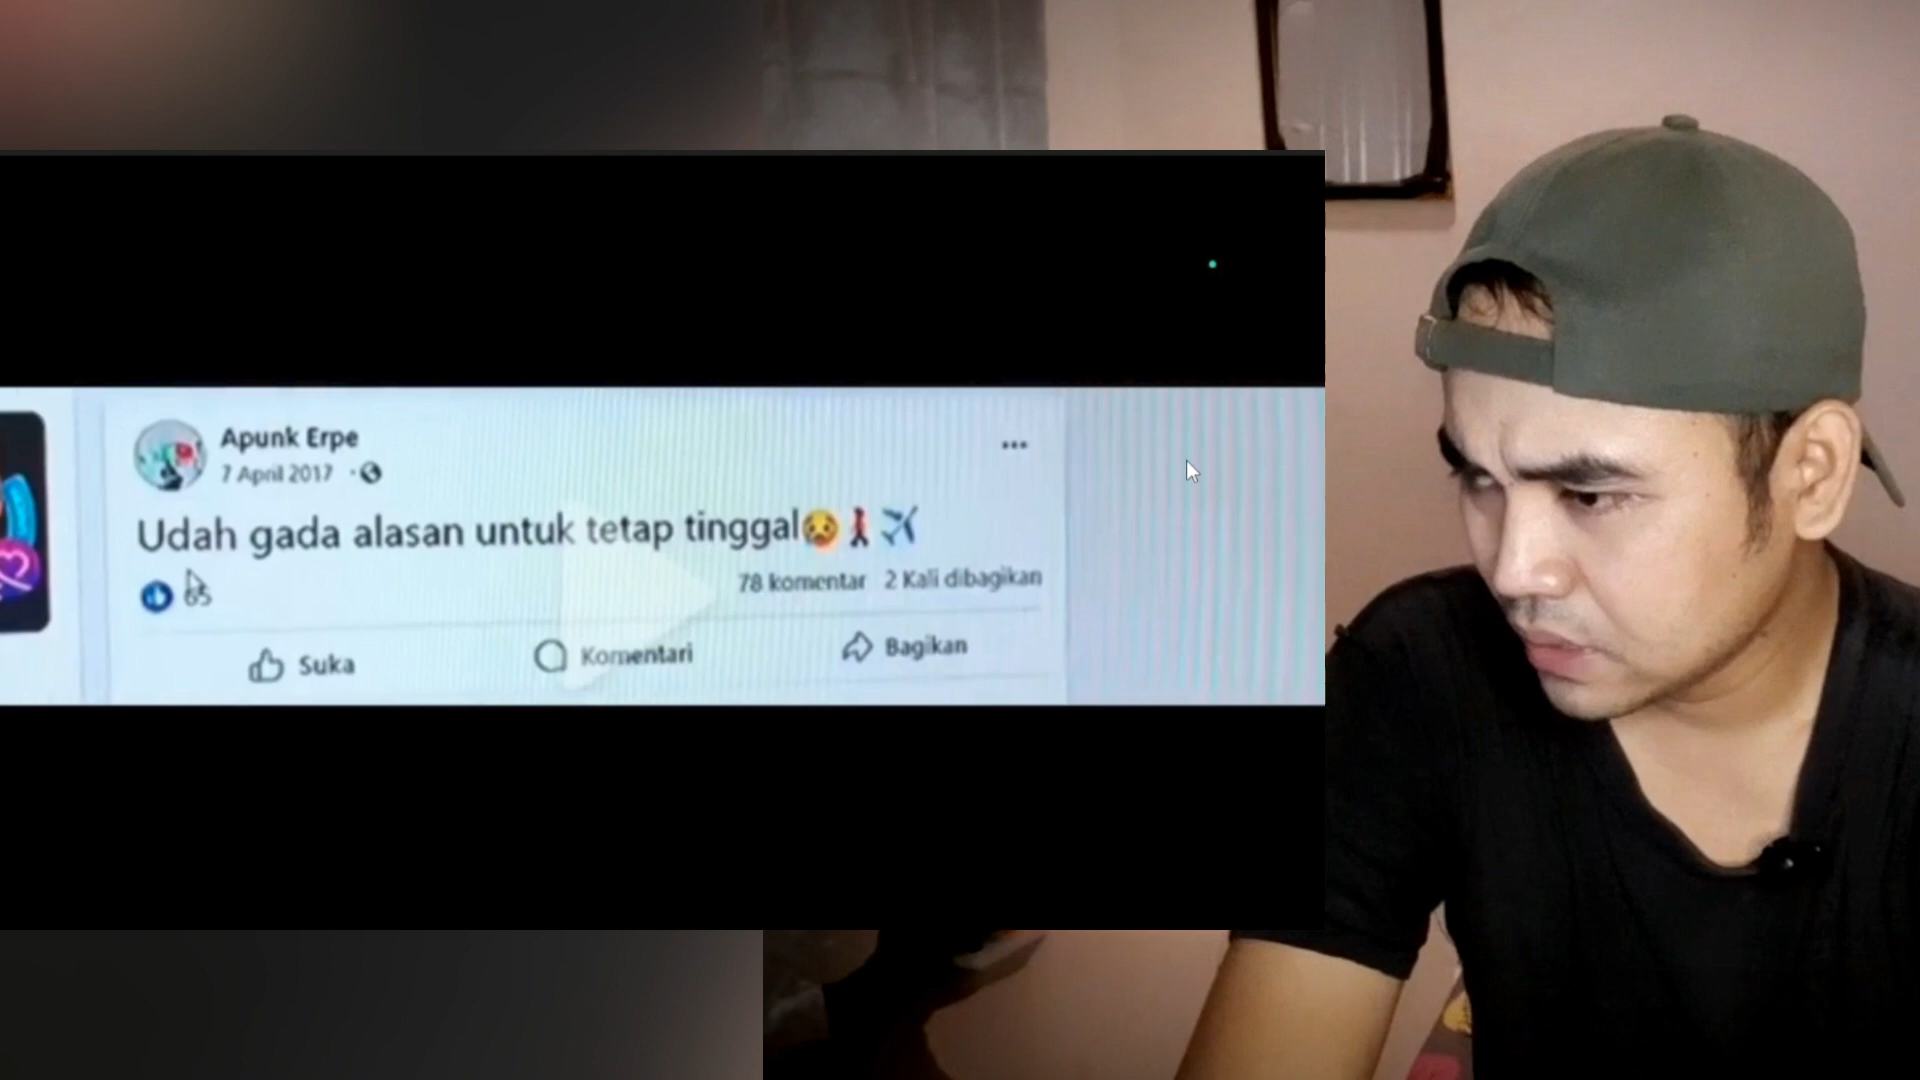 Apunk Erpe
7 April 2017
Udah gada alasan untuk tetap tinggal😥🚶✈
65
78 komentar 2 Kali dibagikan
Suka Komentari Bagikan